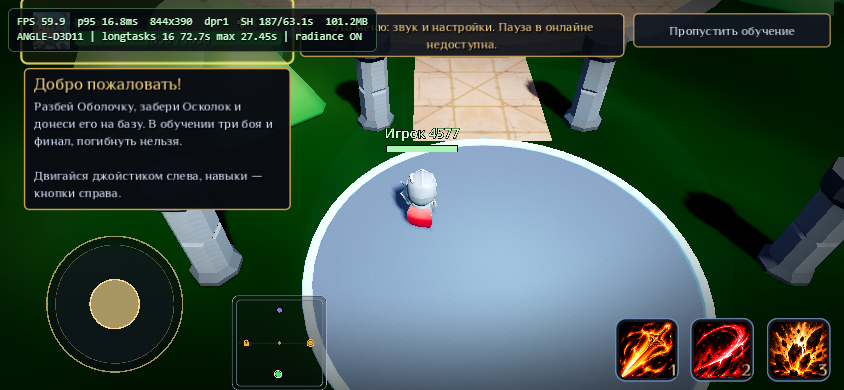 FPS 59.9 p95 16.8ms 844x390 dpr1 SH 187/63.1s 101.2MB
ANGLE-D3D11 | longtasks 16 72.7s max 27.45s | radiance ON
меню: звук и настройки. Пауза в онлайне
недоступна.
Пропустить обучение
Добро пожаловать!
Разбей Оболочку, забери Осколок и
донеси его на базу. В обучении три боя и
финал, погибнуть нельзя.
Двигайся джойстиком слева, навыки —
кнопки справа.
Игрок 4577
1
2
3